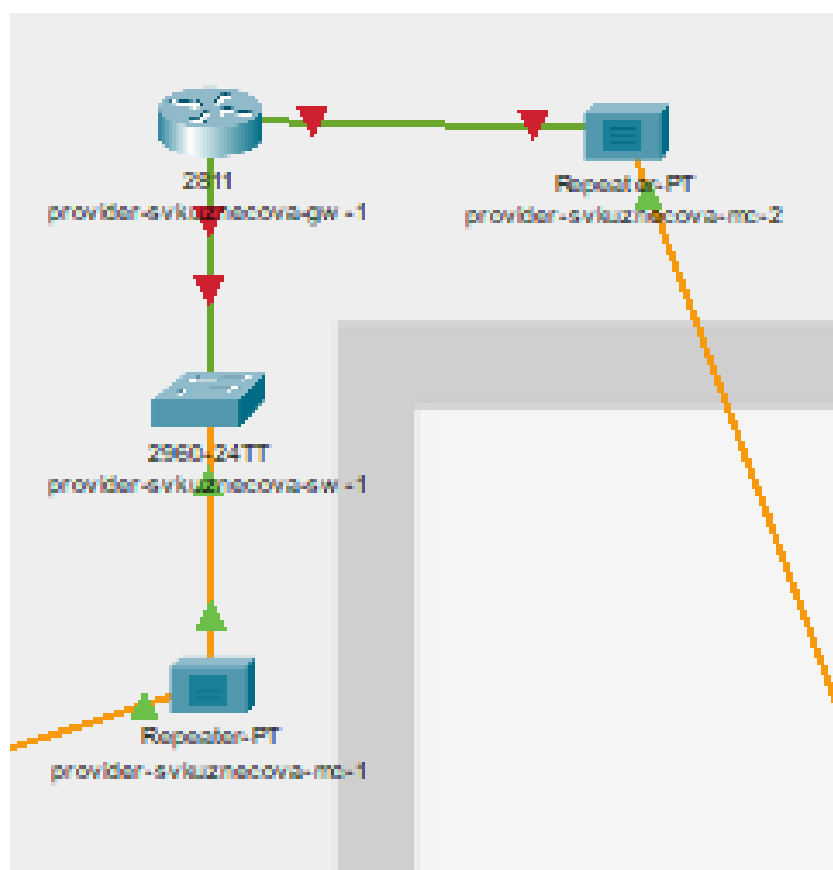 2811
provider-svkuznecova-gw-1
Repeater-PT
provider-svkuznecova-mc-2
2960-24TT
provider-svkuznecova-sw-1
Repeater-PT
provider-svkuznecova-mc-1